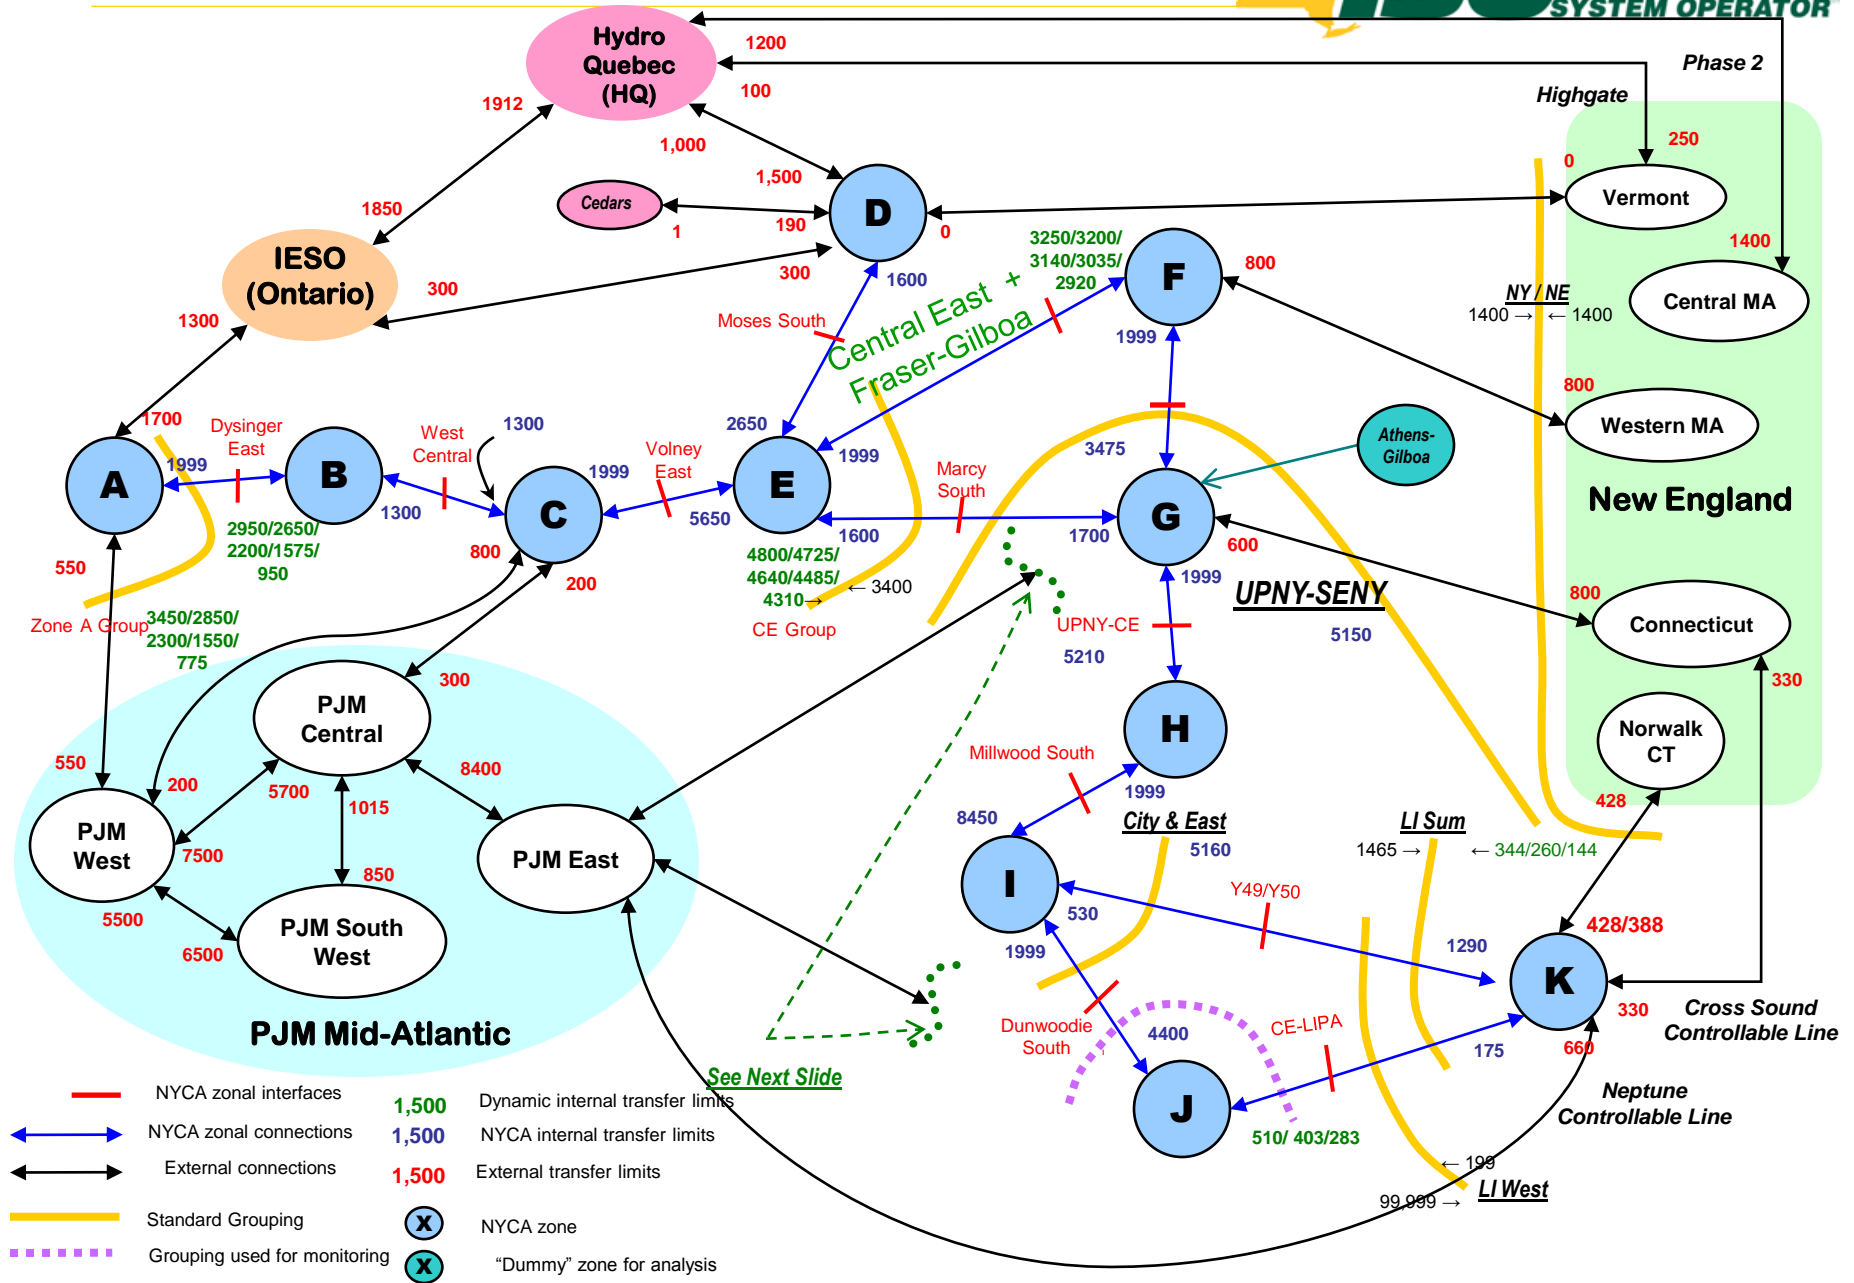 SYSTEM OPERATOR
Hydro
Quebec
(HQ)
1200
100
Phase 2
Highgate
1912
1,000
1,500
250
0
Vermont
Cedars
190
1
D
0
1850
IESO
(Ontario)
300
300
1300
1600
3250/3200/
3140/3035/
2920
F
800
1400
Central MA
NY / NE
1400 → ← 1400
Moses South
Central East +
Fraser-Gilboa
1999
800
Western MA
1700
Dysinger
East
West
Central
1300
2650
Volney
East
1999
1999
3475
Athens-
Gilboa
A
1999
B
1300
C
5650
E
1600
Marcy
South
1700
G
600
New England
2950/2650/
2200/1575/
950
800
200
550
4800/4725/
4640/4485/
4310→
← 3400
CE Group
1999
UPNY-SENY
5150
UPNY-CE
5210
800
Connecticut
330
Zone A Group
3450/2850/
2300/1550/
775
300
PJM
Central
H
Norwalk
CT
428
550
200
5700
1015
8400
Millwood South
1999
8450
City & East
5160
LI Sum
1465 →
← 344/260/144
PJM
West
7500
850
PJM East
5500
6500
PJM South
West
I
530
1999
Y49/Y50
1290
428/388
K
330
660
Cross Sound
Controllable Line
PJM Mid-Atlantic
Dunwoodie
South
4400
CE-LIPA
175
J
510/ 403/283
Neptune
Controllable Line
See Next Slide
← 199
99,999 →
LI West
NYCA zonal interfaces
1,500
Dynamic internal transfer limits
NYCA zonal connections
1,500
NYCA internal transfer limits
External connections
1,500
External transfer limits
Standard Grouping
X
NYCA zone
Grouping used for monitoring
X
“Dummy” zone for analysis